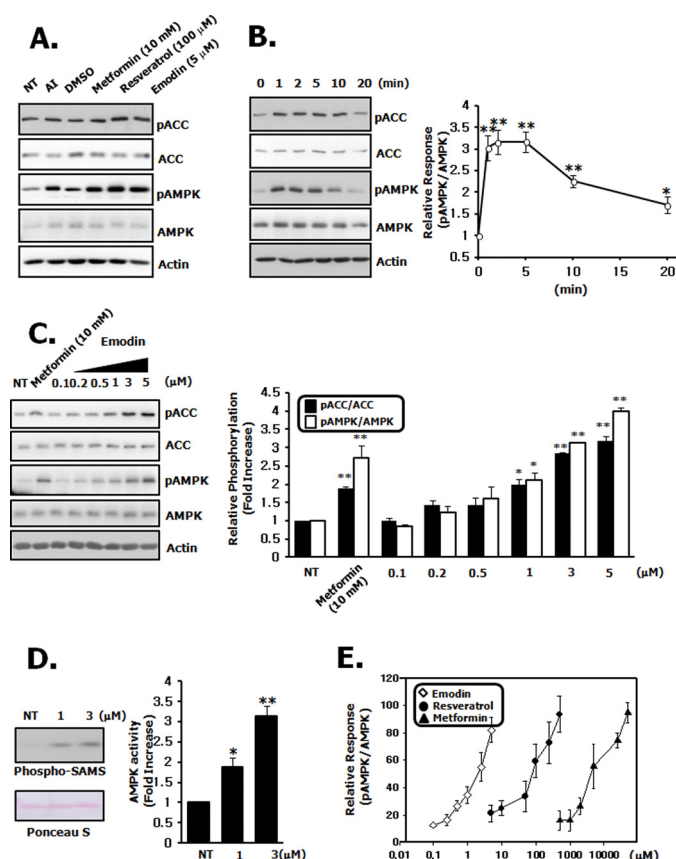 A.
NT AI DMSO Metformin (10 mM) Resveratrol (100 μM) Emodin (5 μM)
pACC
ACC
pAMPK
AMPK
Actin
B.
0 1 2 5 10 20 (min)
pACC
ACC
pAMPK
AMPK
Actin
Relative Response
(pAMPK/AMPK)
4
3.5
3
2.5
2
1.5
1
0.5
** ** ** ** *
0 5 10 15 20
(min)
C.
Metformin (10 mM)
Emodin
NT 0.1 0.2 0.5 1 3 5 (μM)
pACC
ACC
pAMPK
AMPK
Actin
Relative Phosphorylation
(Fold Increase)
4.5
4
3.5
3
2.5
2
1.5
1
0.5
pACC/ACC
pAMPK/AMPK
** ** * * ** ** ** **
NT Metformin (10 mM) 0.1 0.2 0.5 1 3 5 (μM)
D.
NT 1 3 (μM)
Phospho-SAMS
Ponceau S
AMPK activity
(Fold Increase)
4
3.5
3
2.5
2
1.5
1
0.5
0
* **
NT 1 3(μM)
E.
Relative Response
(pAMPK/AMPK)
120
100
80
60
40
20
0
Emodin
Resveratrol
Metformin
0.01 0.1 1 10 100 1000 10000 (μM)